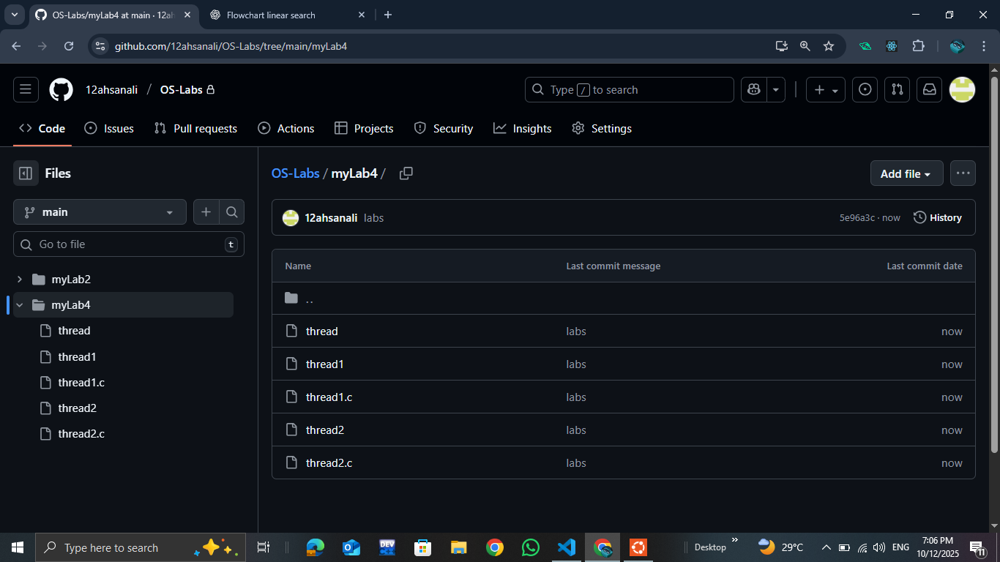 OS-Labs/myLab4 at main · 12ah
Flowchart linear search
github.com/12ahsanali/OS-Labs/tree/main/myLab4
12ahsanali / OS-Labs
Type / to search
Code Issues Pull requests Actions Projects Security Insights Settings
Files
OS-Labs / myLab4 /
Add file
main
12ahsanali labs
5e96a3c · now
History
Go to file
t
Name Last commit message Last commit date
myLab2
myLab4
thread
thread1
thread1.c
thread2
thread2.c
..
thread labs now
thread1 labs now
thread1.c labs now
thread2 labs now
thread2.c labs now
Type here to search
DEV
Desktop
29°C
ENG
7:06 PM
10/12/2025
11